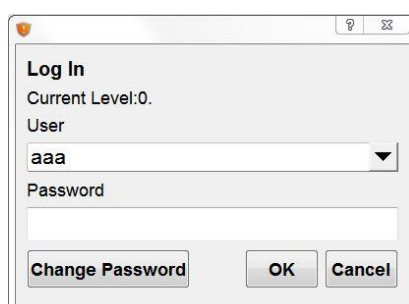 Log In
Current Level:0.
User
aaa
Password
Change Password OK Cancel